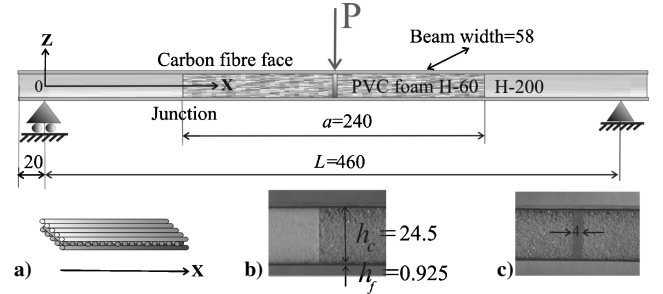 P
Z
Beam width=58
Carbon fibre face
0
X
PVC foam H-60
H-200
Junction
a=240
20
L=460
a)
X
b)
h_c = 24.5
h_f = 0.925
c)
4